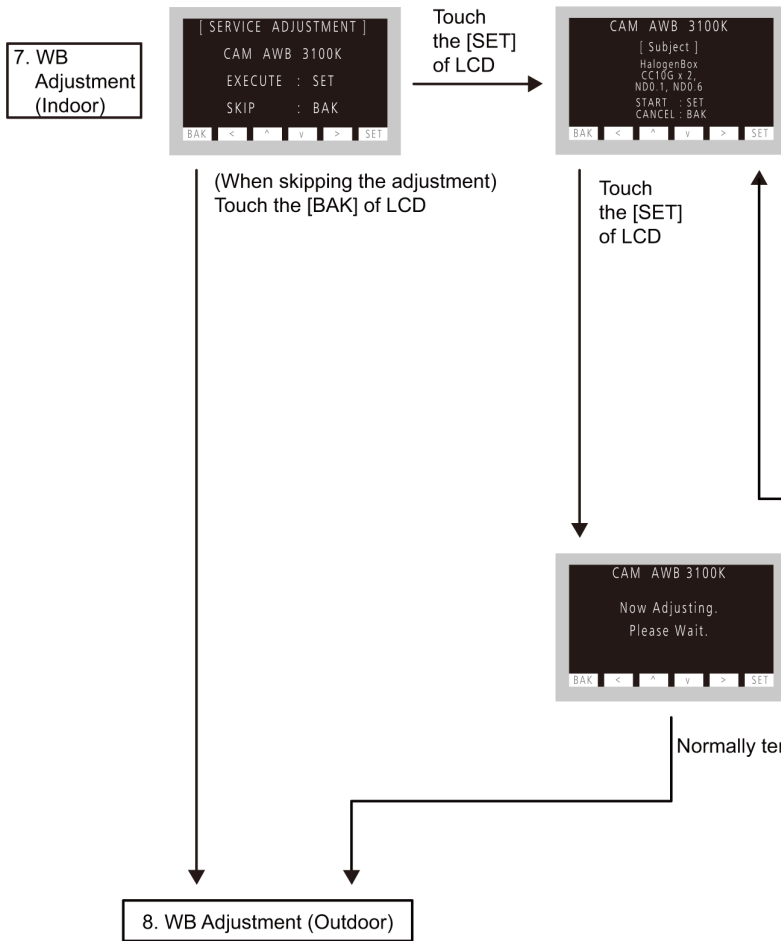 7. WB
Adjustment
(Indoor)
[ SERVICE ADJUSTMENT ]
CAM AWB 3100K
EXECUTE : SET
SKIP : BAK
BAK < ^ v > SET
Touch
the [SET]
of LCD
CAM AWB 3100K
[ Subject ]
HalogenBox
CC10G x 2,
ND0.1, ND0.6
START : SET
CANCEL : BAK
BAK < ^ v > SET
(When skipping the adjustment)
Touch the [BAK] of LCD
Touch
the [SET]
of LCD
CAM AWB 3100K
Now Adjusting.
Please Wait.
BAK < ^ v > SET
Normally ter
8. WB Adjustment (Outdoor)